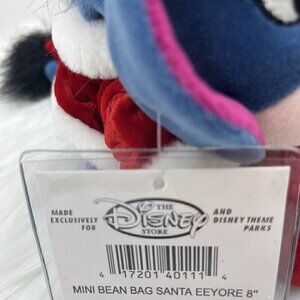 MADE EXCLUSIVELY FOR
THE DISNEY STORE
AND DISNEY THEME PARKS
4 17201 40111 4
MINI BEAN BAG SANTA EEYORE 8"